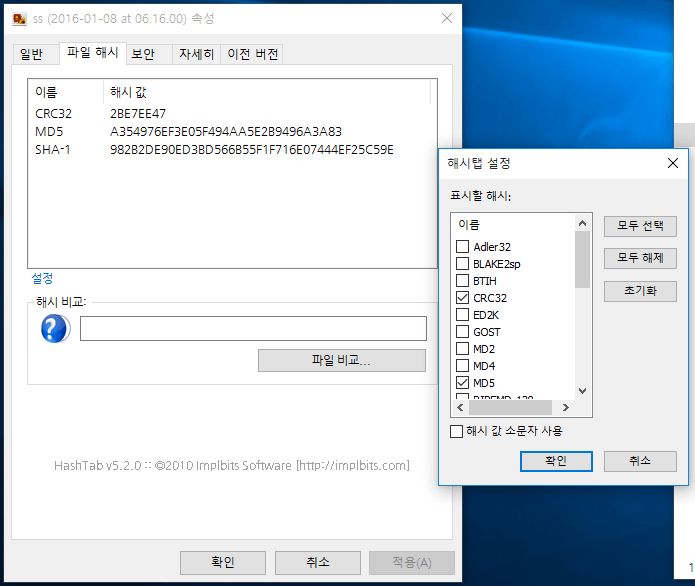 ss (2016-01-08 at 06.16.00) 속성
일반 파일 해시 보안 자세히 이전 버전
이름 해시 값
CRC32 2BE7EE47
MD5 A354976EF3E05F494AA5E2B9496A3A83
SHA-1 982B2DE90ED3BD566B55F1F716E07444EF25C59E
설정
해시 비교:
파일 비교...
HashTab v5.2.0 :: ©2010 Implbits Software [http://implbits.com]
확인 취소 적용(A)
해시탭 설정
표시할 해시:
이름
Adler32
BLAKE2sp
BTIH
CRC32
ED2K
GOST
MD2
MD4
MD5
모두 선택
모두 해제
초기화
해시 값 소문자 사용
확인 취소
1